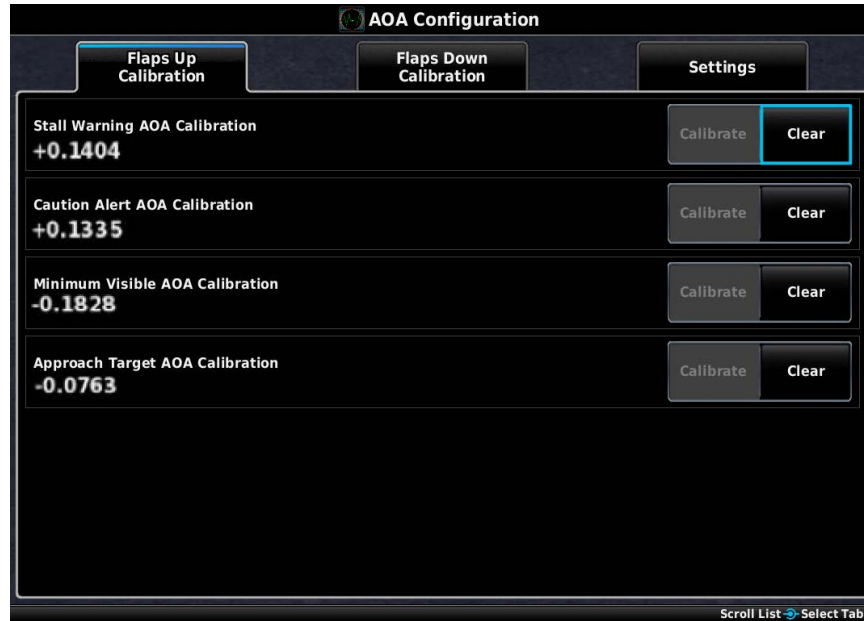 AOA Configuration
Flaps Up
Calibration
Flaps Down
Calibration
Settings
Stall Warning AOA Calibration
+0.1404
Calibrate
Clear
Caution Alert AOA Calibration
+0.1335
Calibrate
Clear
Minimum Visible AOA Calibration
-0.1828
Calibrate
Clear
Approach Target AOA Calibration
-0.0763
Calibrate
Clear
Scroll List Select Tab